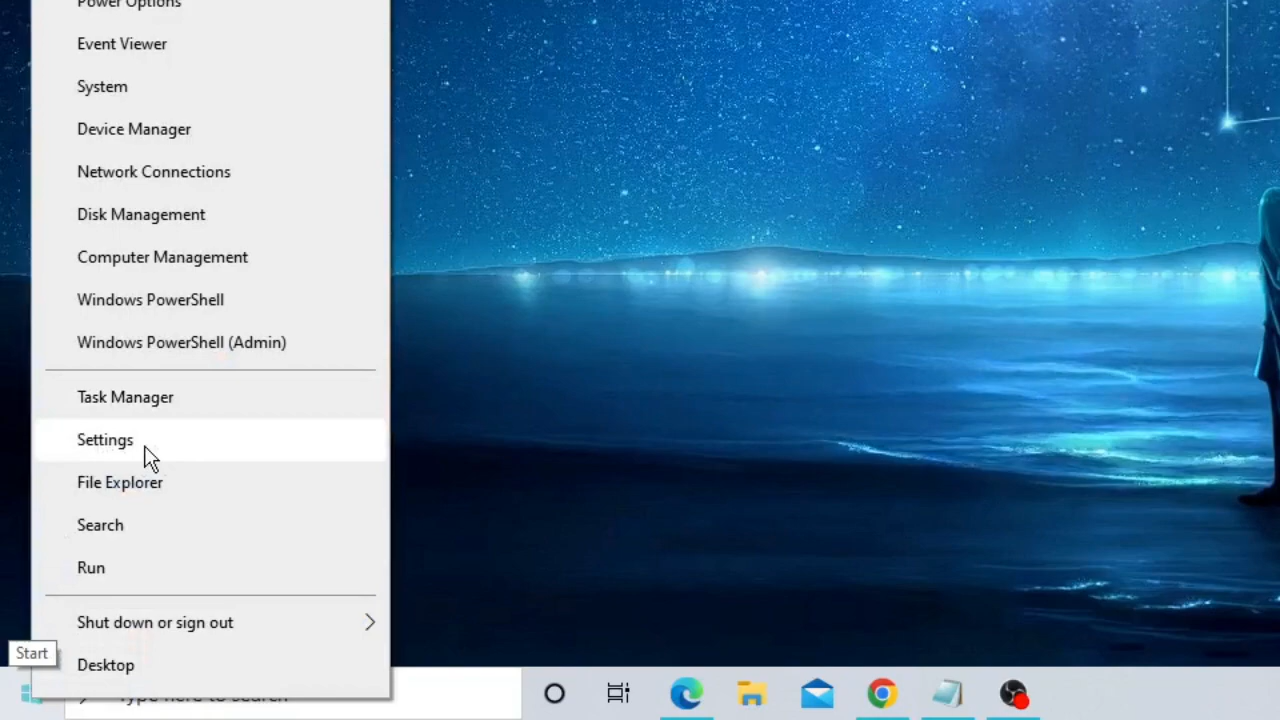 Power Options
Event Viewer
System
Device Manager
Network Connections
Disk Management
Computer Management
Windows PowerShell
Windows PowerShell (Admin)
Task Manager
Settings
File Explorer
Search
Run
Shut down or sign out
Start
Desktop
Type here to search